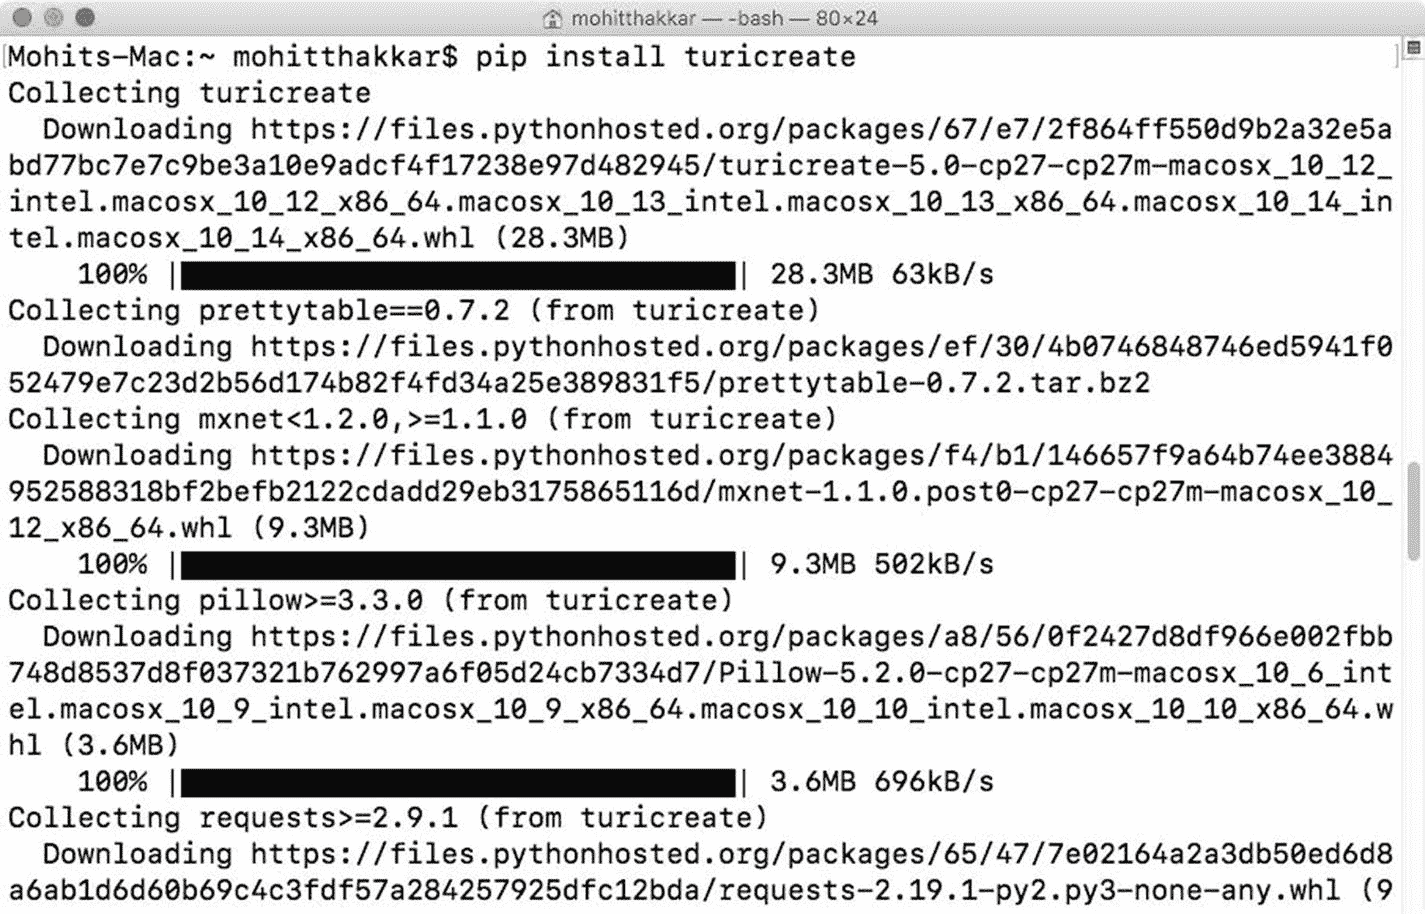 mohitthakkar — -bash — 80×24
[Mohits-Mac:~ mohitthakkar$ pip install turicreate ]
Collecting turicreate
  Downloading https://files.pythonhosted.org/packages/67/e7/2f864ff550d9b2a32e5a
bd77bc7e7c9be3a10e9adcf4f17238e97d482945/turicreate-5.0-cp27-cp27m-macosx_10_12_
intel.macosx_10_12_x86_64.macosx_10_13_intel.macosx_10_13_x86_64.macosx_10_14_in
tel.macosx_10_14_x86_64.whl (28.3MB)
    100% |████████████████████████████████| 28.3MB 63kB/s
Collecting prettytable==0.7.2 (from turicreate)
  Downloading https://files.pythonhosted.org/packages/ef/30/4b0746848746ed5941f0
52479e7c23d2b56d174b82f4fd34a25e389831f5/prettytable-0.7.2.tar.bz2
Collecting mxnet<1.2.0,>=1.1.0 (from turicreate)
  Downloading https://files.pythonhosted.org/packages/f4/b1/146657f9a64b74ee3884
952588318bf2befb2122cdadd29eb3175865116d/mxnet-1.1.0.post0-cp27-cp27m-macosx_10_
12_x86_64.whl (9.3MB)
    100% |████████████████████████████████| 9.3MB 502kB/s
Collecting pillow>=3.3.0 (from turicreate)
  Downloading https://files.pythonhosted.org/packages/a8/56/0f2427d8df966e002fbb
748d8537d8f037321b762997a6f05d24cb7334d7/Pillow-5.2.0-cp27-cp27m-macosx_10_6_int
el.macosx_10_9_intel.macosx_10_9_x86_64.macosx_10_10_intel.macosx_10_10_x86_64.w
hl (3.6MB)
    100% |████████████████████████████████| 3.6MB 696kB/s
Collecting requests>=2.9.1 (from turicreate)
  Downloading https://files.pythonhosted.org/packages/65/47/7e02164a2a3db50ed6d8
a6ab1d6d60b69c4c3fdf57a284257925dfc12bda/requests-2.19.1-py2.py3-none-any.whl (9